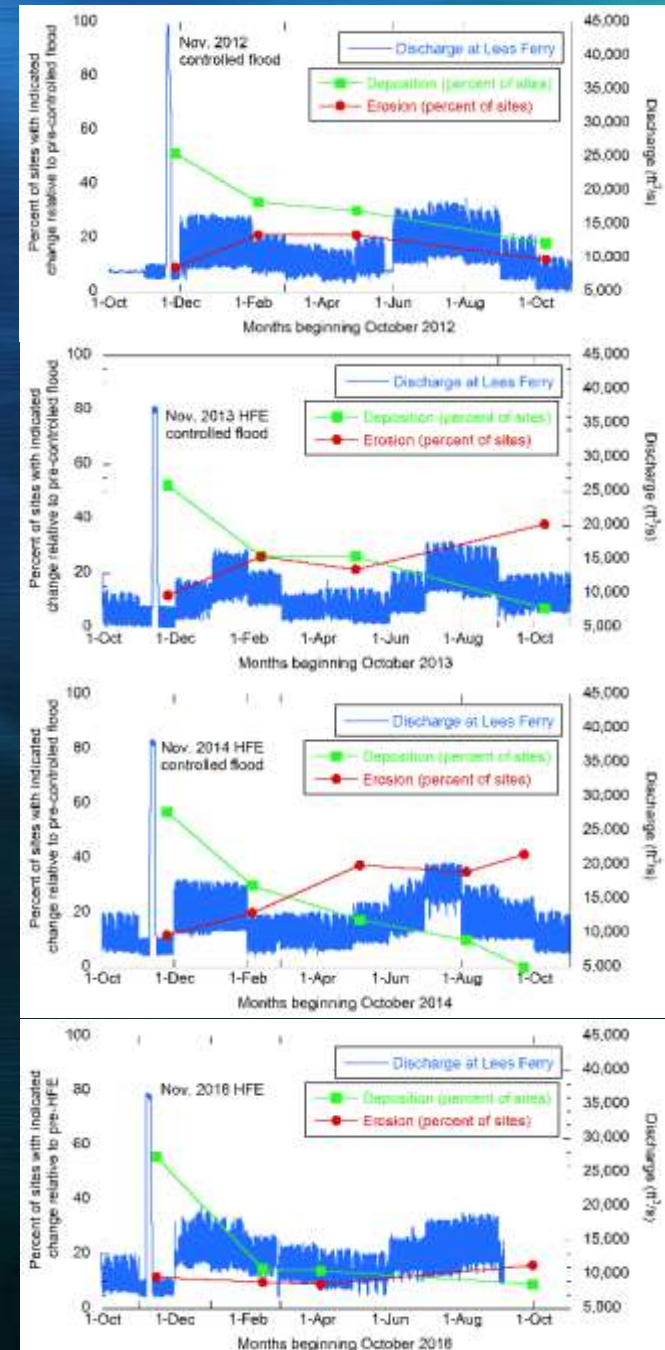 100
80
60
40
20
0
Percent of sites with indicated
change relative to pre-controlled flood
Nov. 2012
controlled flood
Discharge at Lees Ferry
Deposition (percent of sites)
Erosion (percent of sites)
45,000
40,000
35,000
30,000
25,000
20,000
15,000
10,000
5,000
Discharge (ft³/s)
1-Oct 1-Dec 1-Feb 1-Apr 1-Jun 1-Aug 1-Oct
Months beginning October 2012
100
80
60
40
20
0
Percent of sites with indicated
change relative to pre-controlled flood
Nov. 2013 HFE
controlled flood
Discharge at Lees Ferry
Deposition (percent of sites)
Erosion (percent of sites)
45,000
40,000
35,000
30,000
25,000
20,000
15,000
10,000
5,000
Discharge (ft³/s)
1-Oct 1-Dec 1-Feb 1-Apr 1-Jun 1-Aug 1-Oct
Months beginning October 2013
100
80
60
40
20
0
Percent of sites with indicated
change relative to pre-controlled flood
Nov. 2014 HFE
controlled flood
Discharge at Lees Ferry
Deposition (percent of sites)
Erosion (percent of sites)
45,000
40,000
35,000
30,000
25,000
20,000
15,000
10,000
5,000
Discharge (ft³/s)
1-Oct 1-Dec 1-Feb 1-Apr 1-Jun 1-Aug 1-Oct
Months beginning October 2014
100
80
60
40
20
0
Percent of sites with indicated
change relative to pre-HFE
Nov. 2016 HFE
Discharge at Lees Ferry
Deposition (percent of sites)
Erosion (percent of sites)
45,000
40,000
35,000
30,000
25,000
20,000
15,000
10,000
5,000
Discharge (ft³/s)
1-Oct 1-Dec 1-Feb 1-Apr 1-Jun 1-Aug 1-Oct
Months beginning October 2016